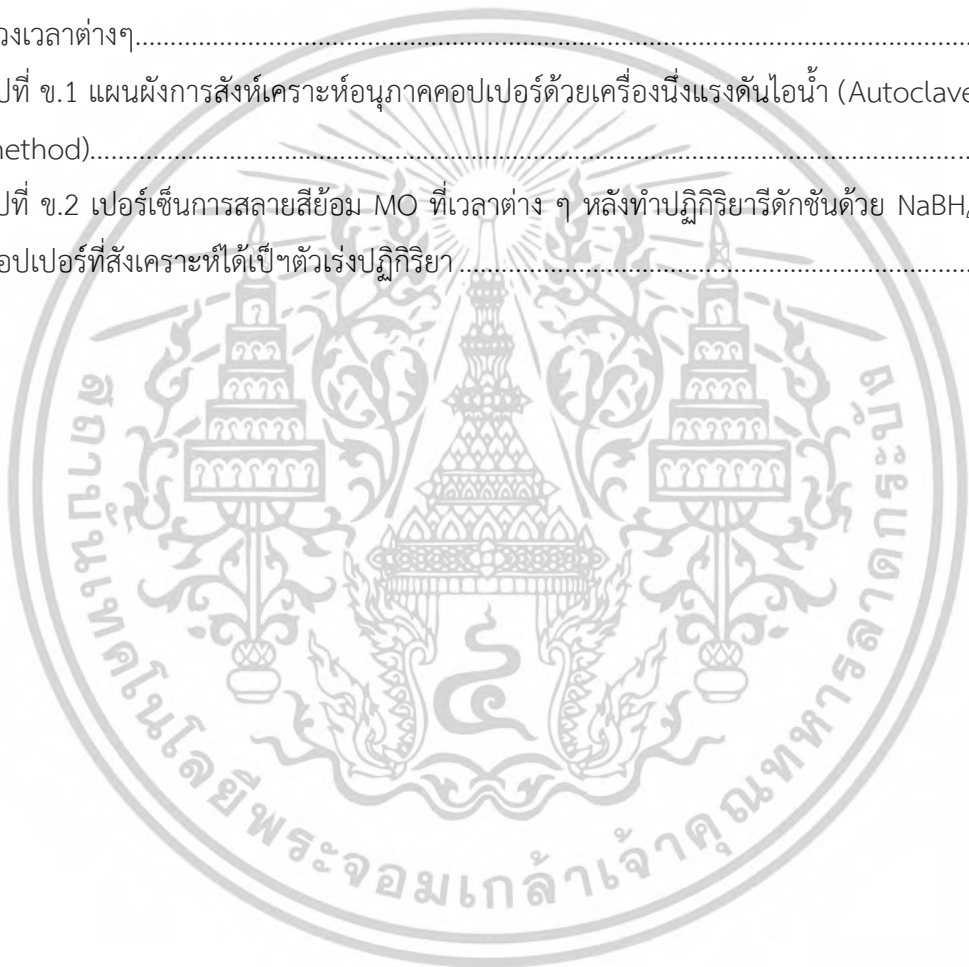 วงเวลาต่างๆ................................................................................................................
ปที่ ข.1 แผนผังการสังห์เคราะห์อนุภาคคอปเปอร์ด้วยเครื่องนึ่งแรงดันไอน้ำ (Autoclave
method)................................................................................................................
ปที่ ข.2 เปอร์เซ็นการสลายสีย้อม MO ที่เวลาต่าง ๆ หลังทำปฏิกิริยารีดักชันด้วย NaBH₄
อปเปอร์ที่สังเคราะห์ได้เป็ฯตัวเร่งปฏิกิริยา................................................................
สถาบันเทคโนโลยีพระจอมเกล้าเจ้าคุณทหารลาดกระบัง